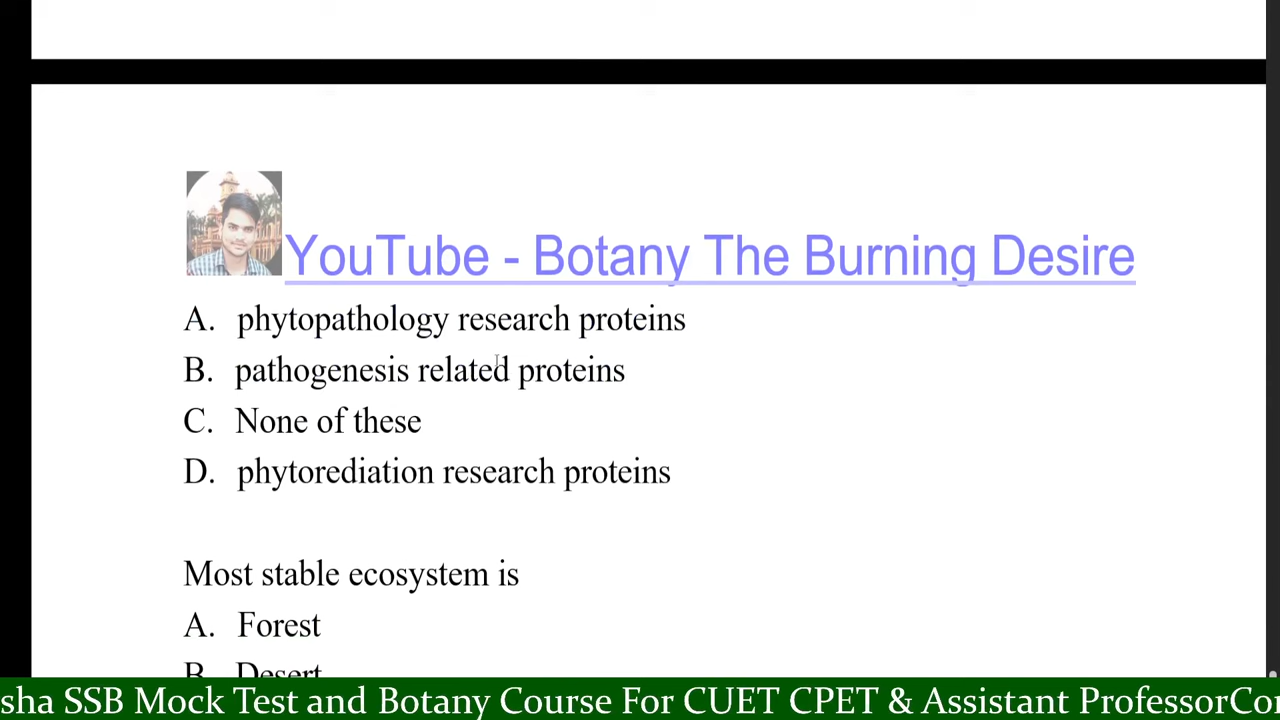 YouTube - Botany The Burning Desire
A. phytopathology research proteins
B. pathogenesis related proteins
C. None of these
D. phytorediation research proteins
Most stable ecosystem is
A. Forest
B. Desert
sha SSB Mock Test and Botany Course For CUET CPET & Assistant ProfessorCo